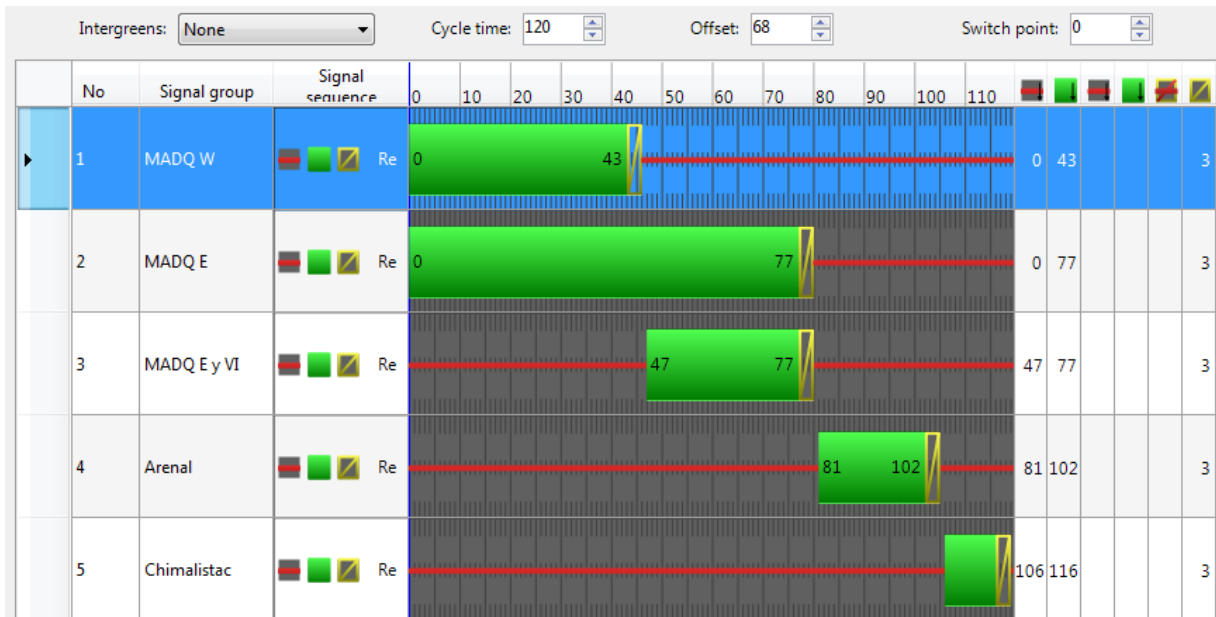 Intergreens: None Cycle time: 120 Offset: 68 Switch point: 0
No Signal group Signal sequence 0 10 20 30 40 50 60 70 80 90 100 110
1 MADQ W Re 0 43 0 43 3
2 MADQ E Re 0 77 0 77 3
3 MADQ E y VI Re 47 77 47 77 3
4 Arenal Re 81 102 81 102 3
5 Chimalistac Re 106 116 3